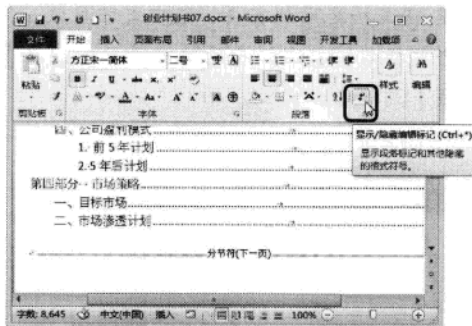 创业计划书07.docx - Microsoft Word
文件 开始 插入 页面布局 引用 邮件 审阅 视图 开发工具 加载项
方正宋一简体 二号
粘贴 样式 编辑
剪贴板 字体 段落
显示/隐藏编辑标记 (Ctrl+*)
显示段落标记和其他隐藏
的格式符号。
四、公司盈利模式
1. 前 5 年计划
2.5 年后计划
第四部分 市场策略
一、目标市场
二、市场渗透计划
分节符(下一页)
字数: 8,645 中文(中国) 插入 100%